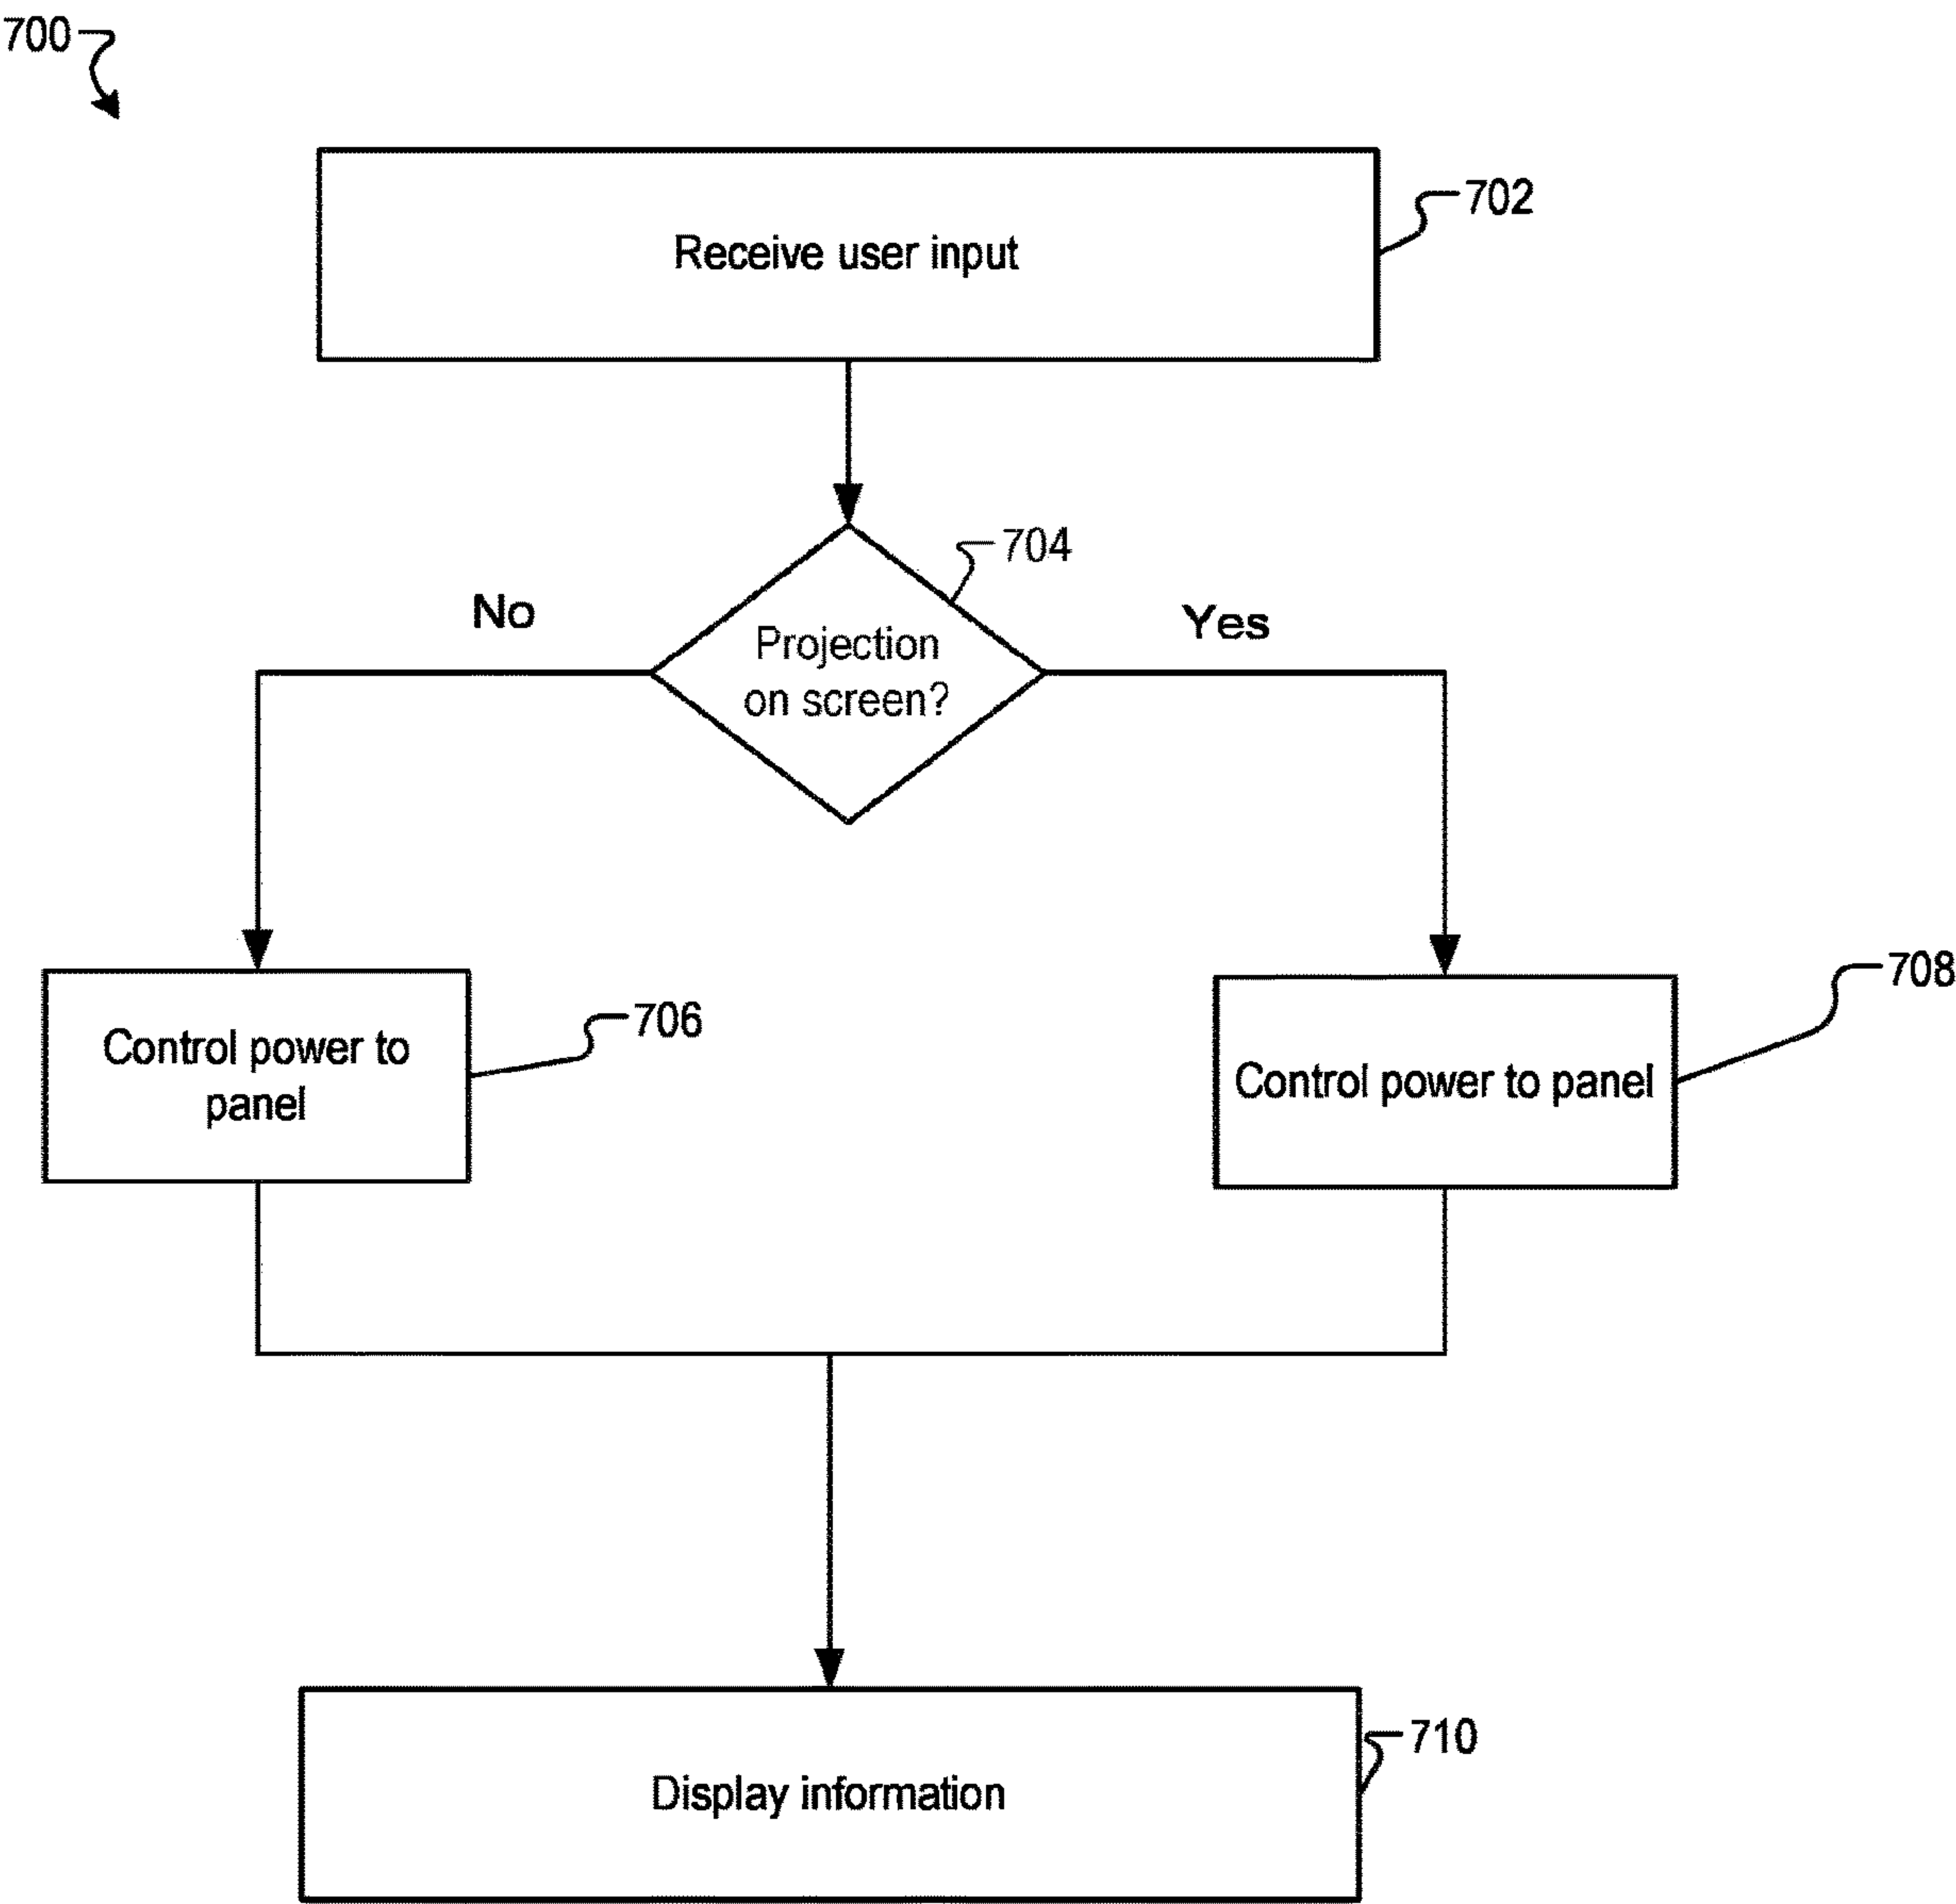 700
Receive user input
702
704
No
Yes
Projection
on screen?
706
708
Control power to
panel
Control power to panel
710
Display information